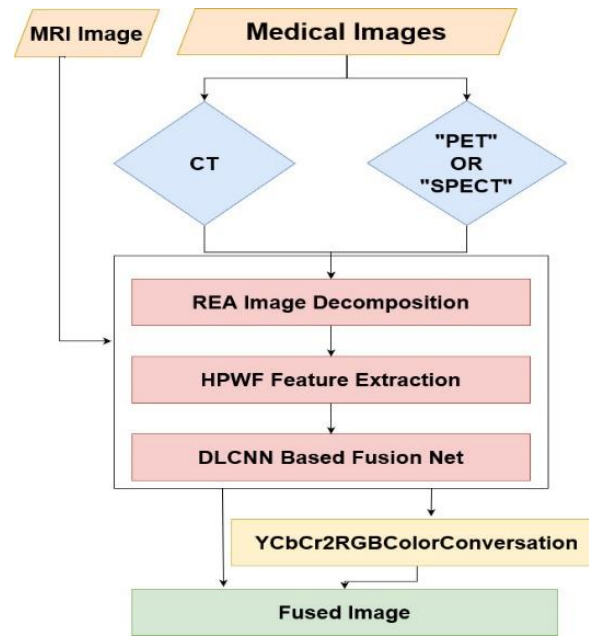 MRI Image
Medical Images
CT
"PET"
OR
"SPECT"
REA Image Decomposition
HPWF Feature Extraction
DLCNN Based Fusion Net
YCbCr2RGBColorConversation
Fused Image